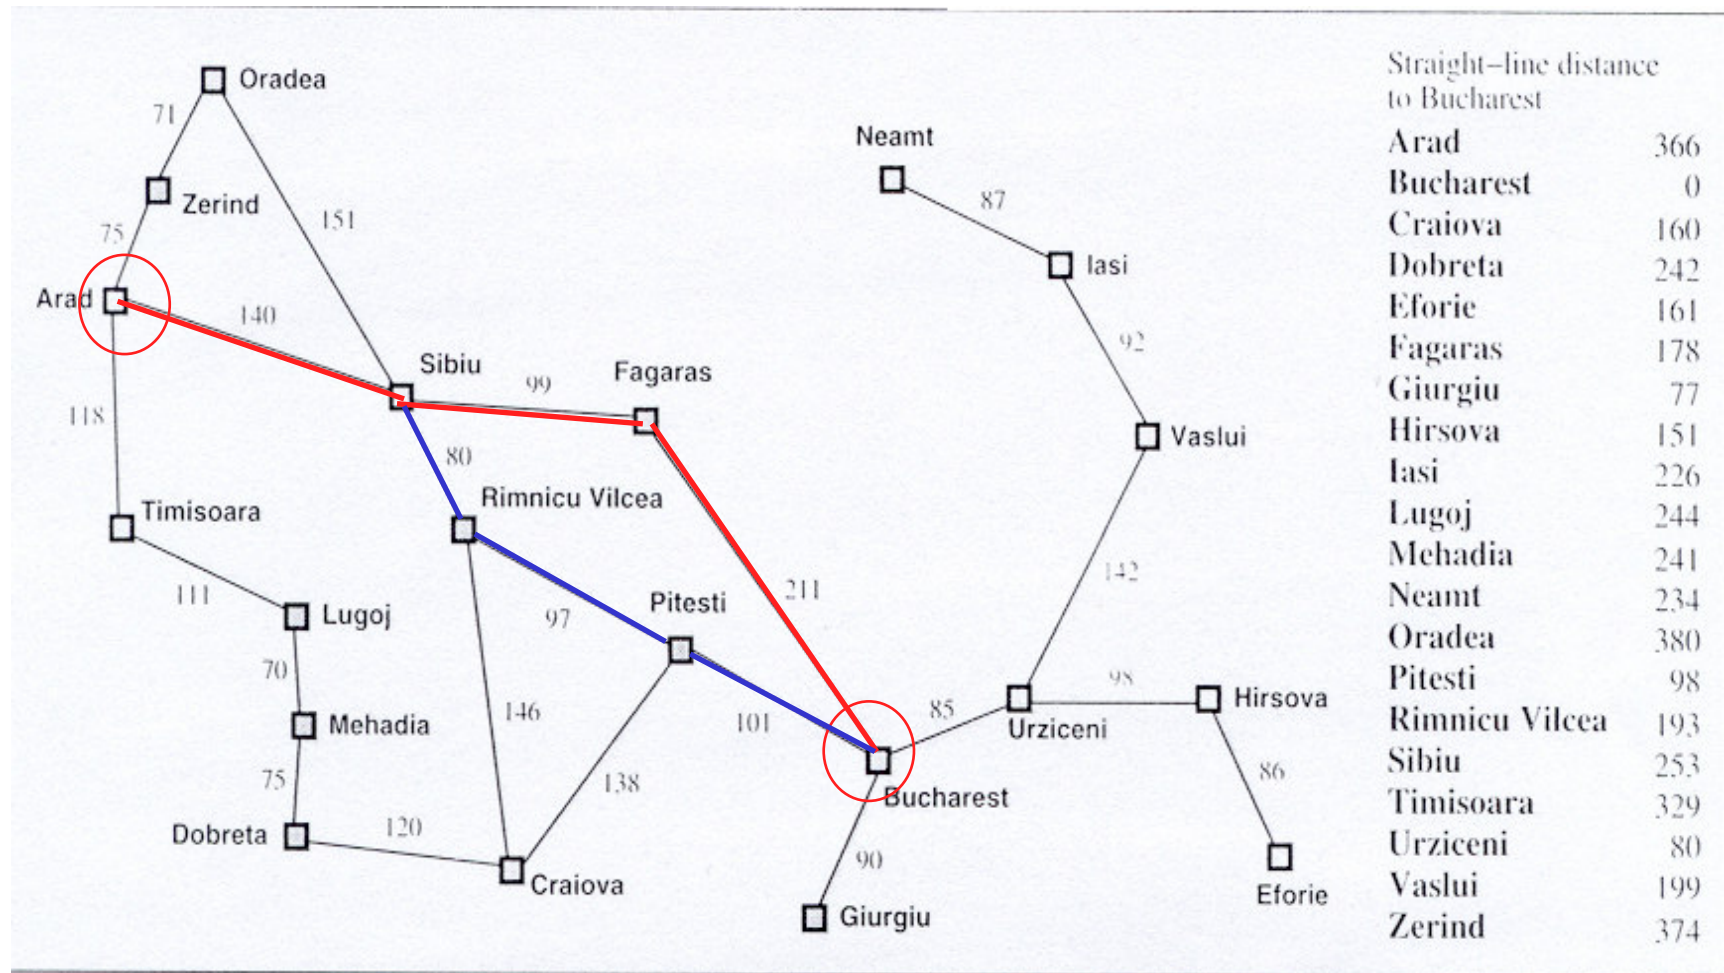 Oradea
71
Neamt
Zerind
87
151
75
Iasi
Arad
140
92
Sibiu
Fagaras
99
118
Vaslui
80
Rimnicu Vilcea
Timisoara
142
111
Pitesti
211
97
Lugoj
70
98
Hirsova
146
101
85
Mehadia
Urziceni
75
138
86
Bucharest
Dobreta
120
90
Craiova
Eforie
Giurgiu
Straight-line distance
to Bucharest
Arad 366
Bucharest 0
Craiova 160
Dobreta 242
Eforie 161
Fagaras 178
Giurgiu 77
Hirsova 151
Iasi 226
Lugoj 244
Mehadia 241
Neamt 234
Oradea 380
Pitesti 98
Rimnicu Vilcea 193
Sibiu 253
Timisoara 329
Urziceni 80
Vaslui 199
Zerind 374